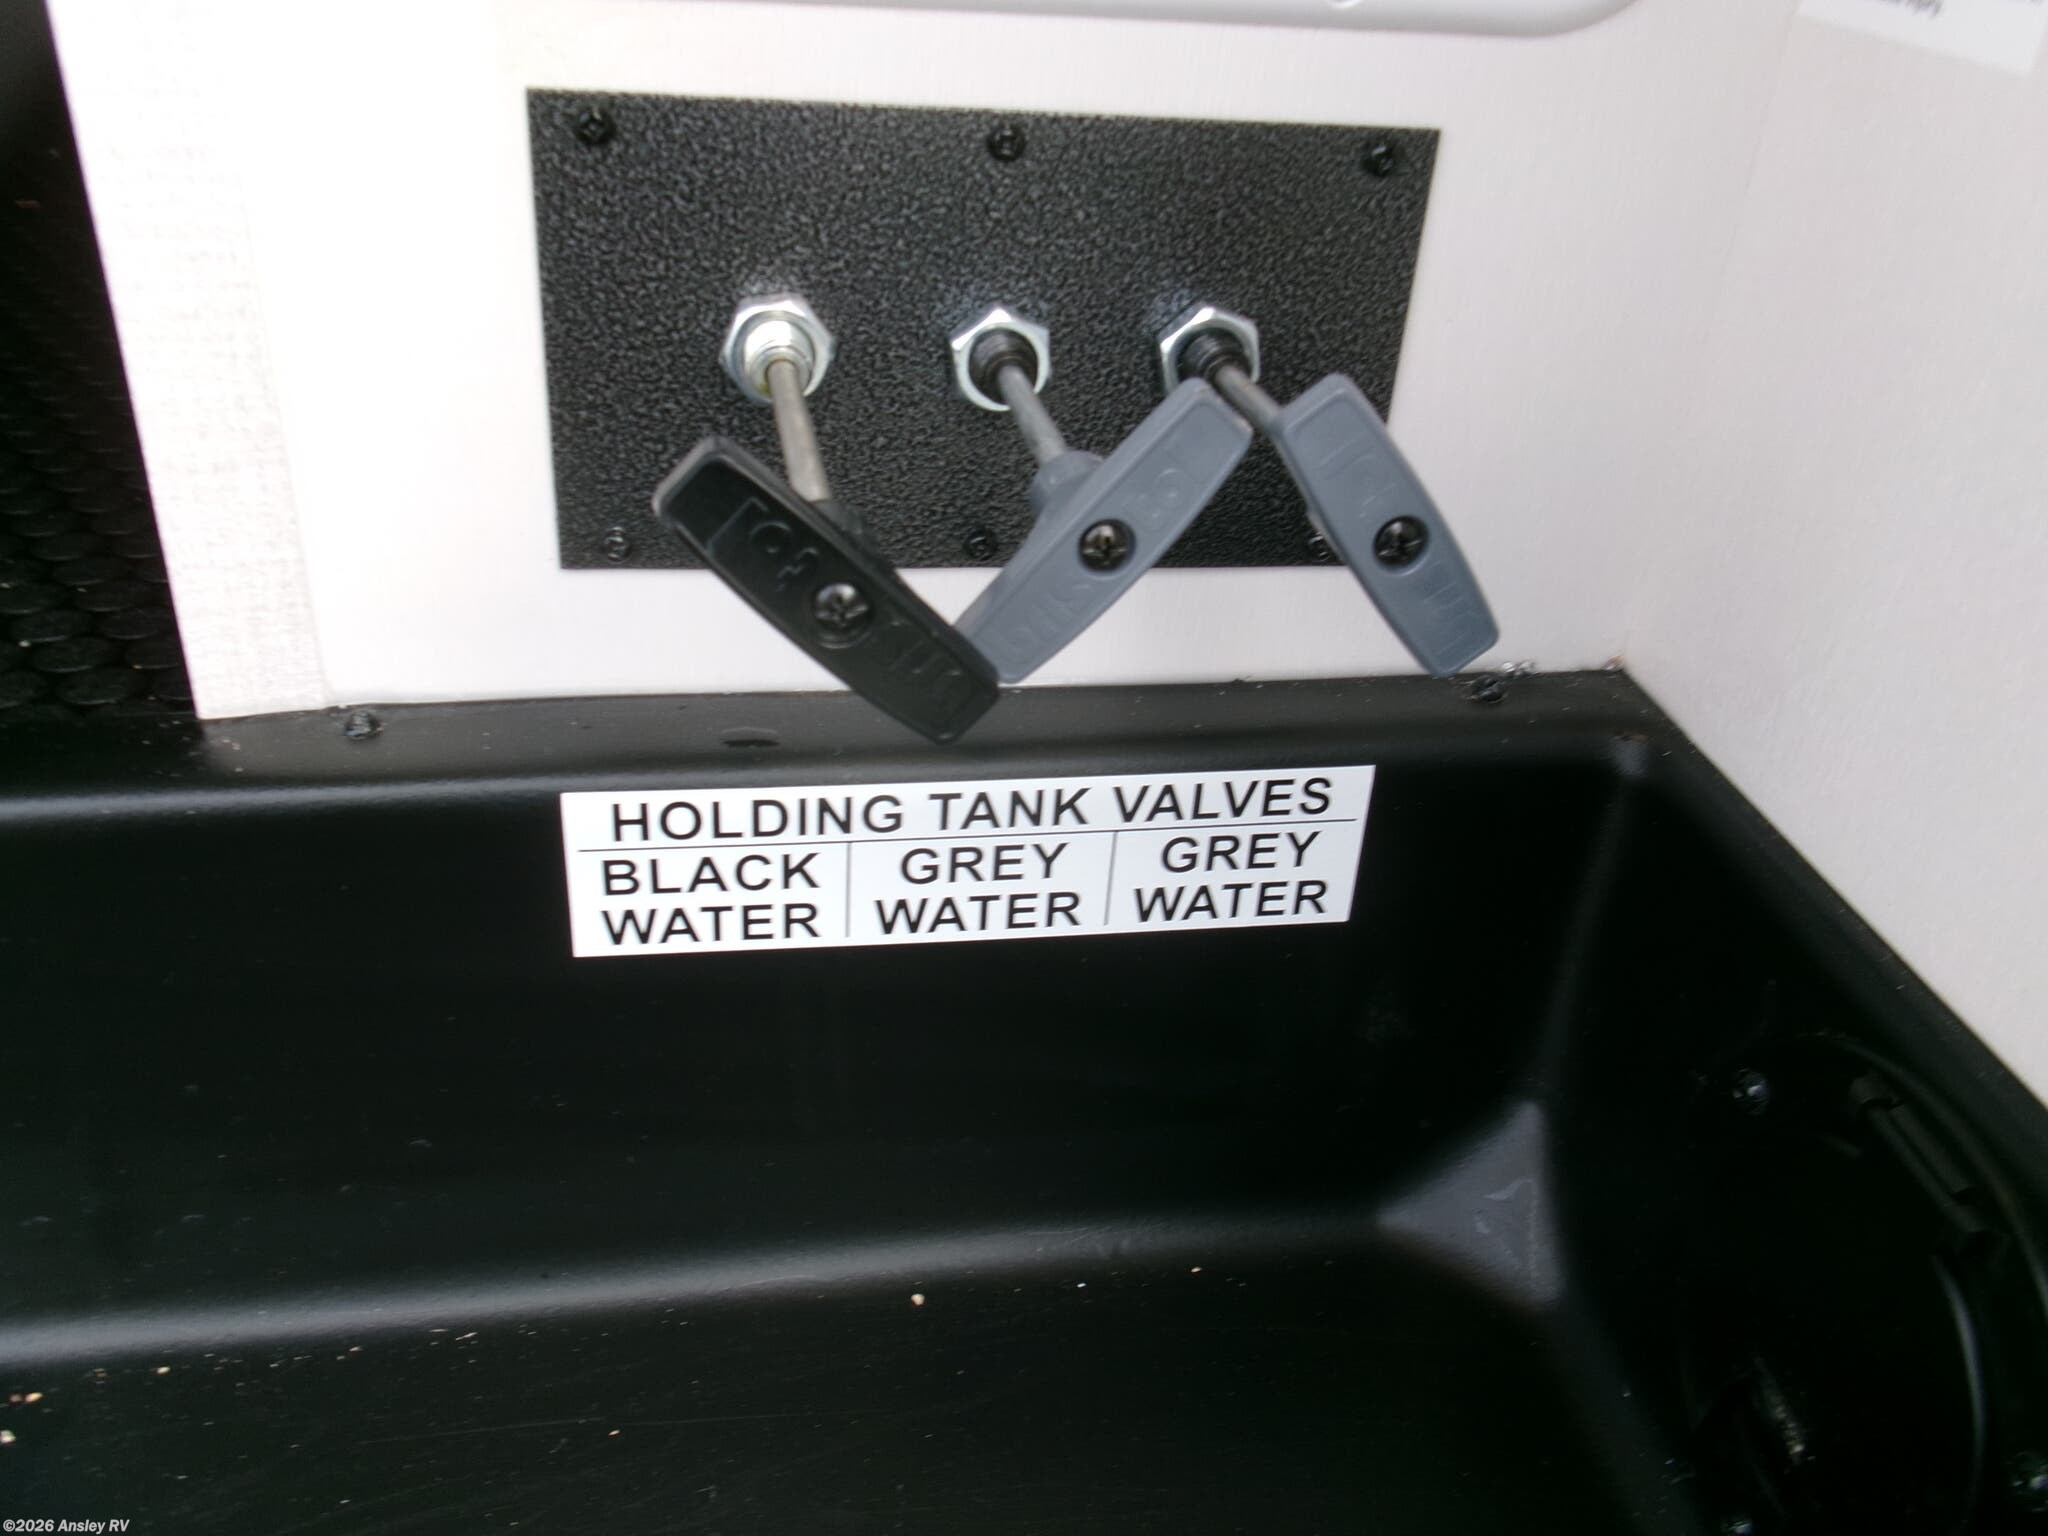 HOLDING TANK VALVES
BLACK WATER
GREY WATER
GREY WATER
©2026 Ansley RV